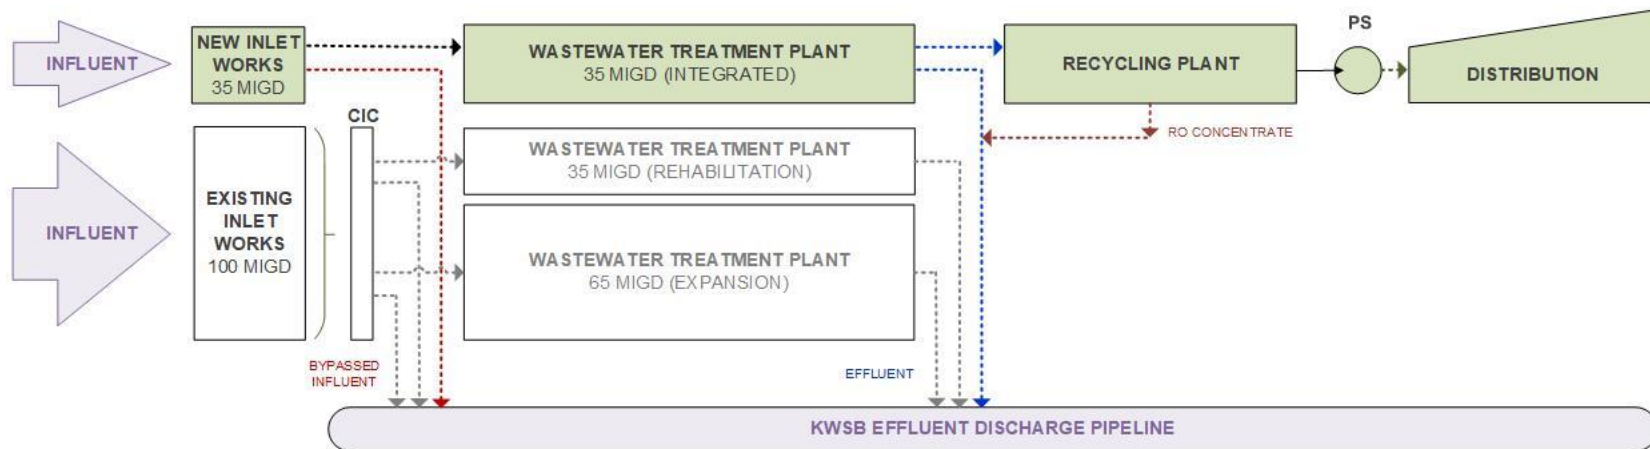 INFLUENT
NEW INLET
WORKS
35 MIGD
WASTEWATER TREATMENT PLANT
35 MIGD (INTEGRATED)
RECYCLING PLANT
PS
DISTRIBUTION
RO CONCENTRATE
CIC
WASTEWATER TREATMENT PLANT
35 MIGD (REHABILITATION)
INFLUENT
EXISTING
INLET
WORKS
100 MIGD
WASTEWATER TREATMENT PLANT
65 MIGD (EXPANSION)
BYPASSED
INFLUENT
EFFLUENT
KWSB EFFLUENT DISCHARGE PIPELINE